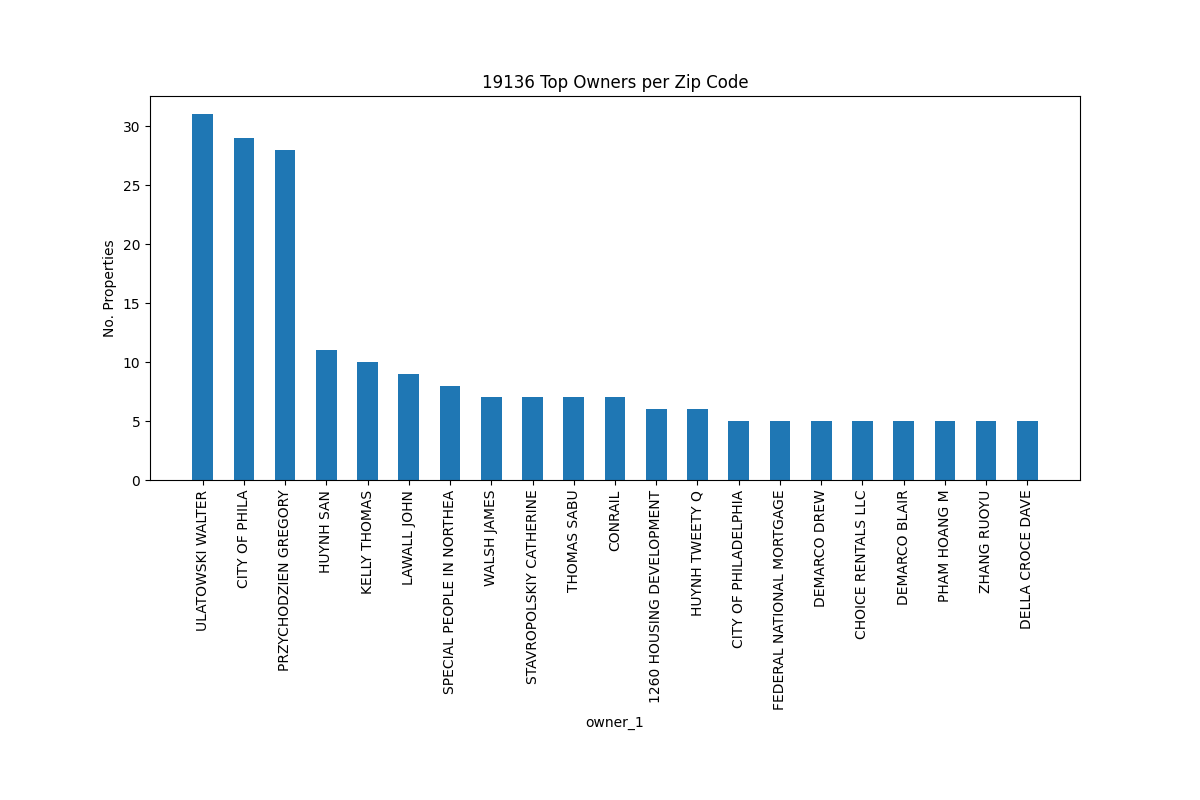 19136 Top Owners per Zip Code
No. Properties
30
25
20
15
10
5
0
ULATOWSKI WALTER
CITY OF PHILA
PRZYCHODZIEN GREGORY
HUYNH SAN
KELLY THOMAS
LAWALL JOHN
SPECIAL PEOPLE IN NORTHEA
WALSH JAMES
STAVROPOLSKIY CATHERINE
THOMAS SABU
CONRAIL
1260 HOUSING DEVELOPMENT
HUYNH TWEETY Q
CITY OF PHILADELPHIA
FEDERAL NATIONAL MORTGAGE
DEMARCO DREW
CHOICE RENTALS LLC
DEMARCO BLAIR
PHAM HOANG M
ZHANG RUOYU
DELLA CROCE DAVE
owner_1